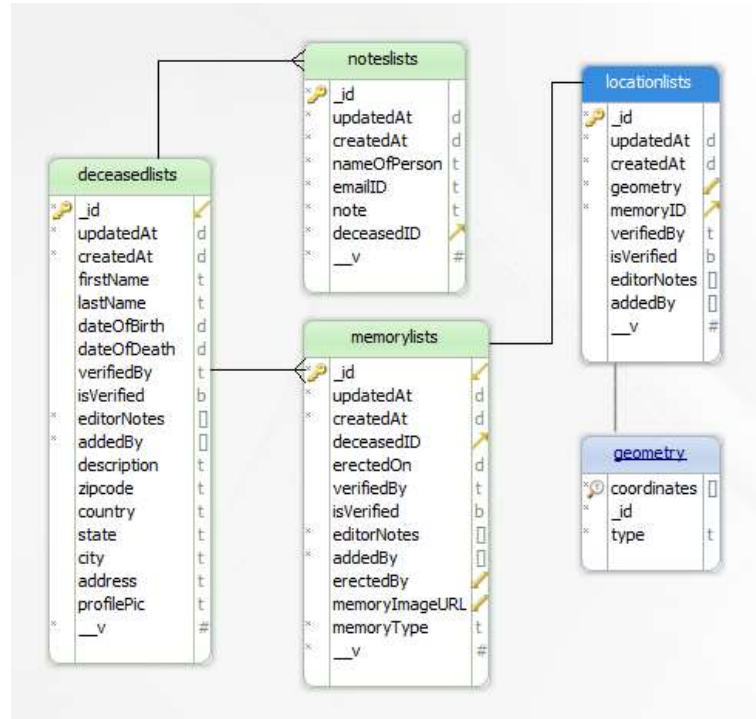 noteslists
_id
updatedAt d
createdAt d
nameOfPerson t
emailID t
note t
deceasedID
__v #
locationlists
_id
updatedAt d
createdAt d
geometry
memoryID
verifiedBy t
isVerified b
editorNotes []
addedBy []
__v #
deceasedlists
_id
updatedAt d
createdAt d
firstName t
lastName t
dateOfBirth d
dateOfDeath d
verifiedBy t
isVerified b
editorNotes []
addedBy []
description t
zipcode t
country t
state t
city t
address t
profilePic t
__v #
memorylists
_id
updatedAt d
createdAt d
deceasedID
erectedOn d
verifiedBy t
isVerified b
editorNotes []
addedBy []
erectedBy
memoryImageURL
memoryType t
__v #
geometry
coordinates []
_id
type t